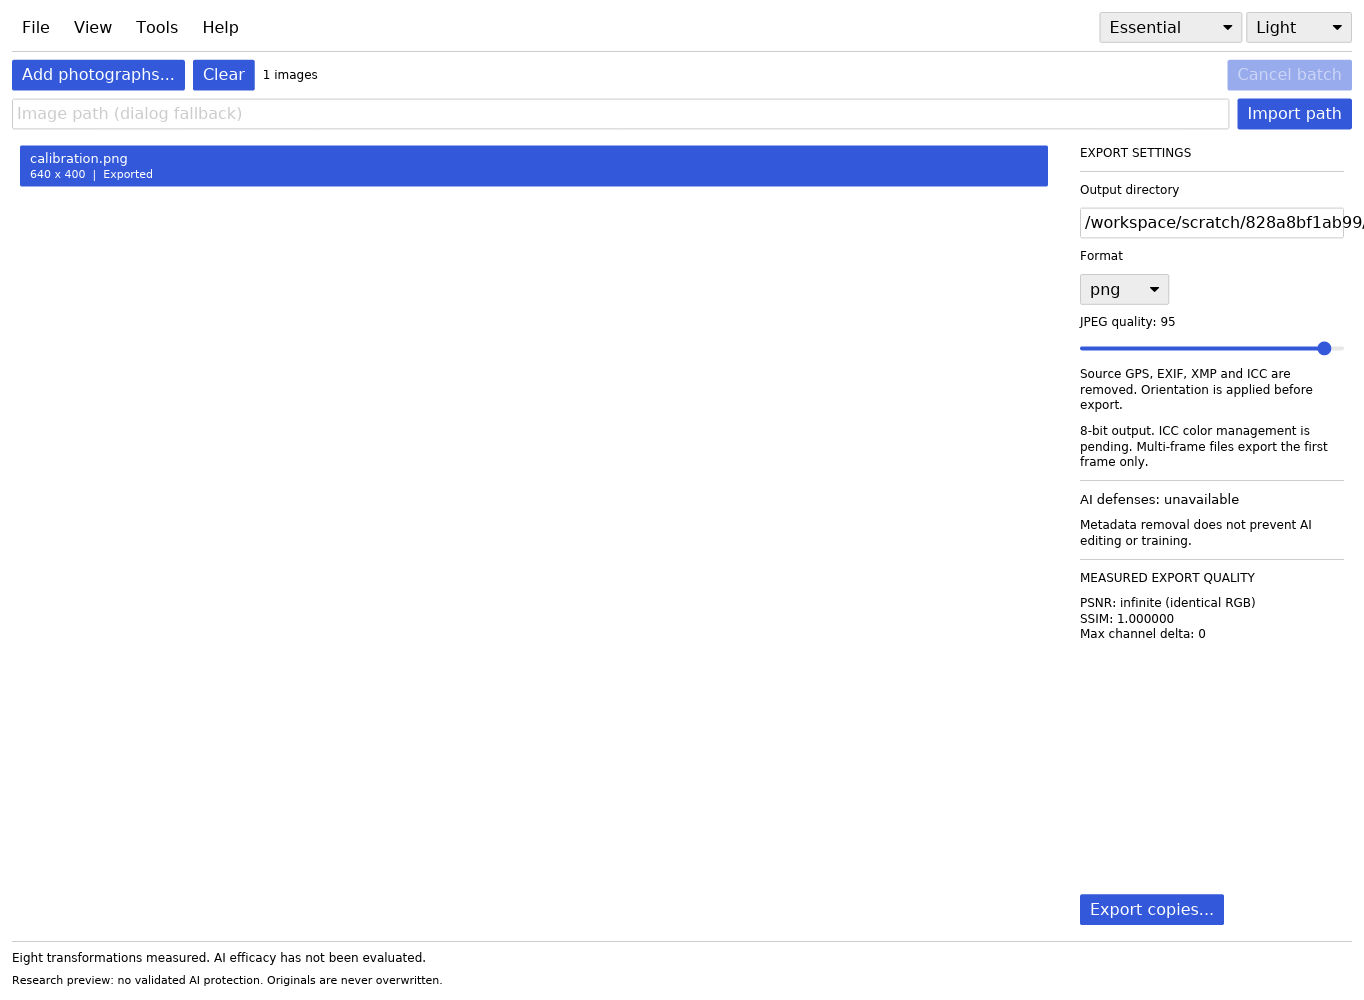 File View Tools Help Essential Light
Add photographs... Clear 1 images Cancel batch
Image path (dialog fallback) Import path
calibration.png
640 x 400 | Exported
EXPORT SETTINGS
Output directory
/workspace/scratch/828a8bf1ab99/
Format
png
JPEG quality: 95
Source GPS, EXIF, XMP and ICC are
removed. Orientation is applied before
export.
8-bit output. ICC color management is
pending. Multi-frame files export the first
frame only.
AI defenses: unavailable
Metadata removal does not prevent AI
editing or training.
MEASURED EXPORT QUALITY
PSNR: infinite (identical RGB)
SSIM: 1.000000
Max channel delta: 0
Export copies...
Eight transformations measured. AI efficacy has not been evaluated.
Research preview: no validated AI protection. Originals are never overwritten.